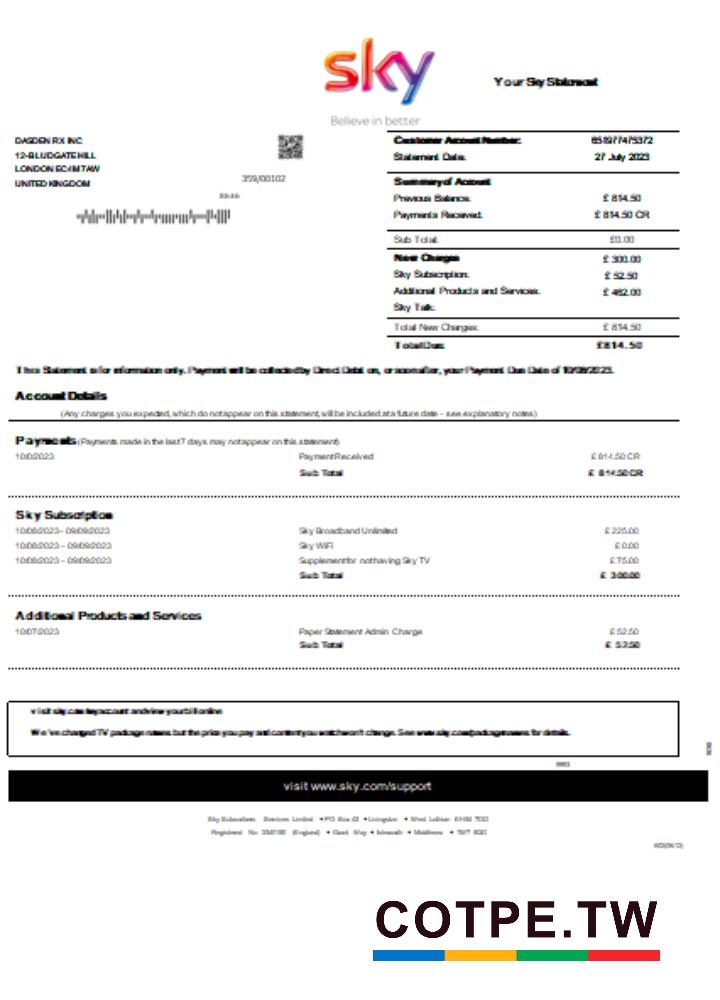 sky
Your Sky Statement
Believe in better
DASDEN RX INC
12-B LUDGATE HILL
LONDON EC4M 7AW
UNITED KINGDOM
359/00102
Customer Account Number: 651977475372
Statement Date: 27 July 2023
Summary of Account
Previous Balance: £ 814.50
Payments Received: £ 814.50 CR
Sub Total: £0.00
New Charges £ 300.00
Sky Subscription: £ 52.50
Additional Products and Services: £ 462.00
Sky Talk:
Total New Charges: £ 814.50
Total Due: £814.50
This Statement is for information only. Payment will be collected by Direct Debit on, or soon after, your Payment Due Date of 10/08/2023.
Account Details
(Any charges you expected, which do not appear on this statement, will be included at a future date – see explanatory notes)
Payments (Payments made in the last 7 days may not appear on this statement)
10/0/2023 Payment Received £ 814.50 CR
Sub Total £ 814.50 CR
Sky Subscription
10/08/2023 – 09/09/2023 Sky Broadband Unlimited £ 225.00
10/08/2023 – 09/09/2023 Sky WiFi £ 0.00
10/08/2023 – 09/09/2023 Supplement for not having Sky TV £ 75.00
Sub Total £ 300.00
Additional Products and Services
10/07/2023 Paper Statement Admin Charge £ 52.50
Sub Total £ 52.50
visit sky.com/myaccount and view your bill online
We've changed TV package names, but the price you pay and content you watch won't change. See www.sky.com/packagenames for details.
visit www.sky.com/support
Sky Subscribers Services Limited • PO Box 43 • Livingston • West Lothian EH54 7DD
Registered No. (England) • Grant Way • Isleworth • Middlesex • TW7 5QD
COTPE.TW